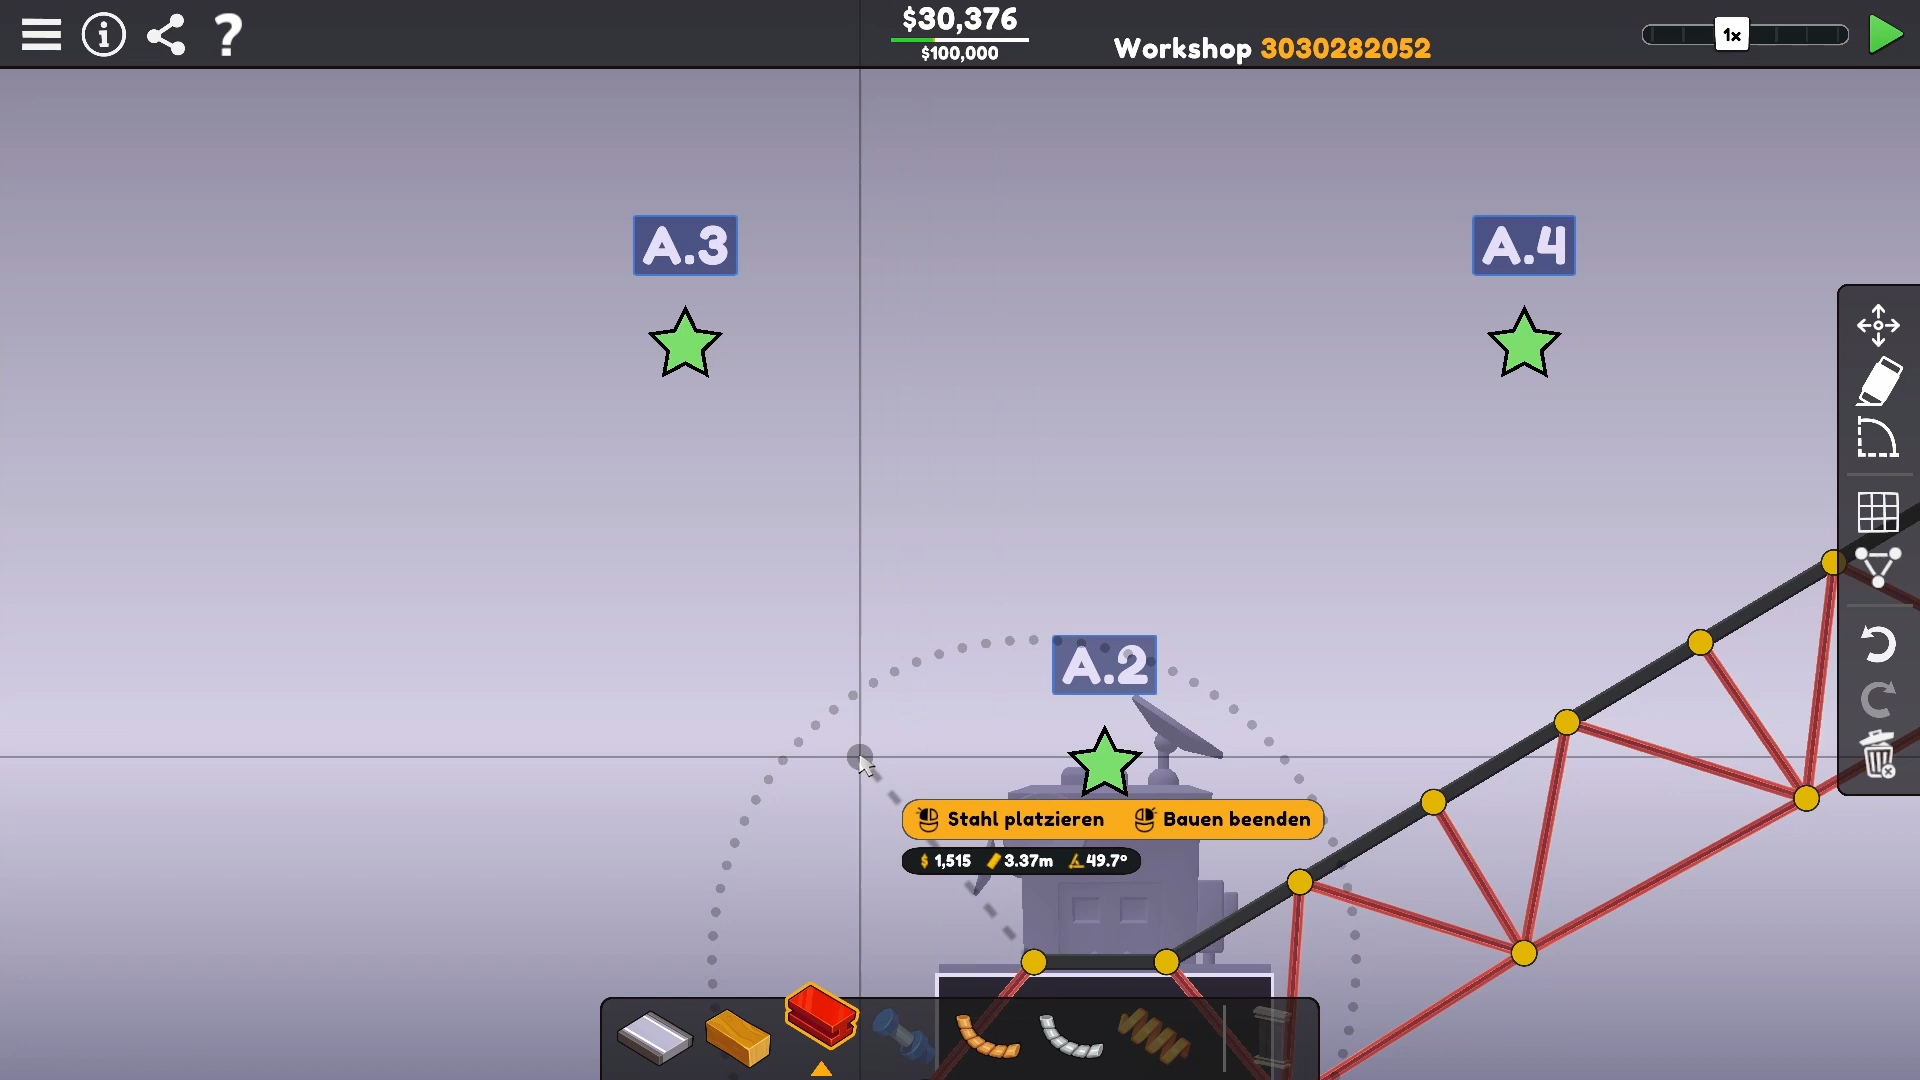 $30,376
$100,000
Workshop 3030282052
1x
A.3
A.4
A.2
Stahl platzieren Bauen beenden
$ 1,515 3.37m 49.7°